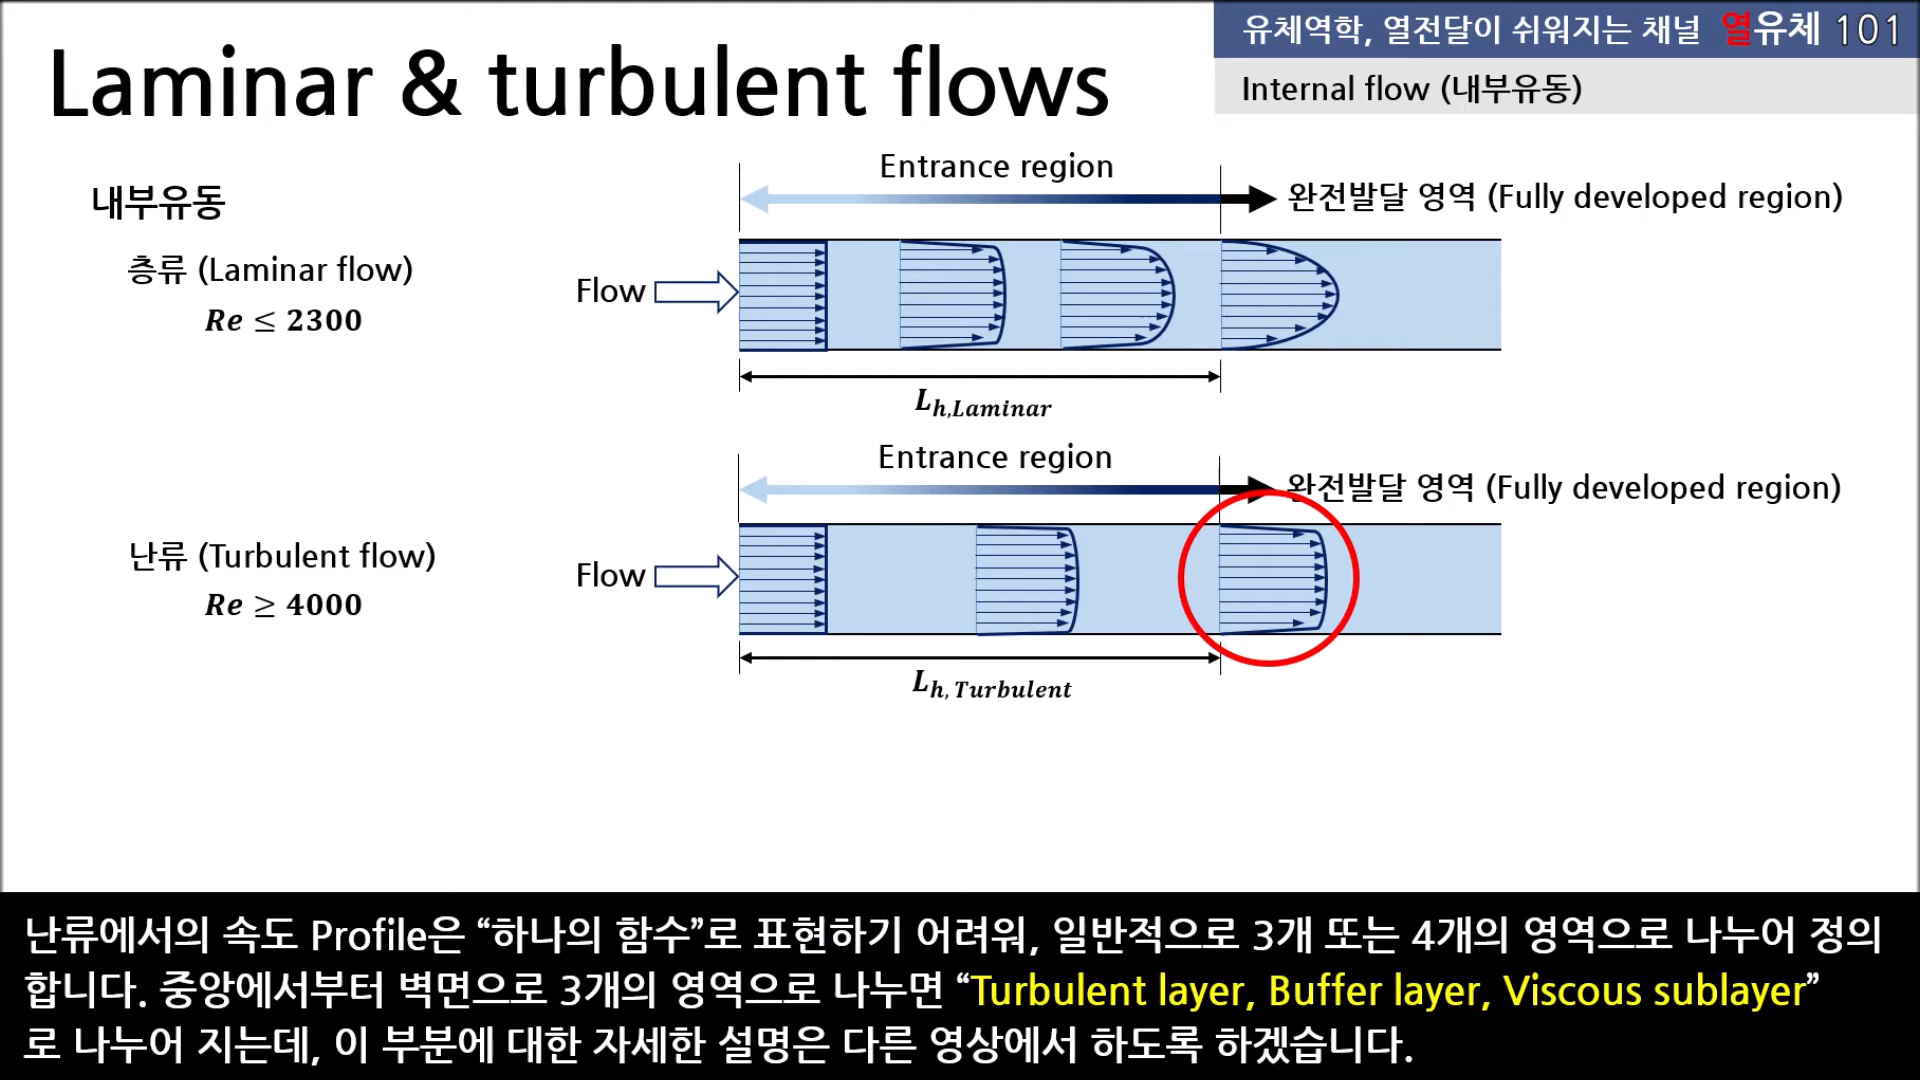 유체역학, 열전달이 쉬워지는 채널 열유체 101
Laminar & turbulent flows
Internal flow (내부유동)
내부유동
층류 (Laminar flow)
Re ≤ 2300
Entrance region
완전발달 영역 (Fully developed region)
Flow
L_{h,Laminar}
난류 (Turbulent flow)
Re ≥ 4000
Entrance region
완전발달 영역 (Fully developed region)
Flow
L_{h,Turbulent}
난류에서의 속도 Profile은 “하나의 함수”로 표현하기 어려워, 일반적으로 3개 또는 4개의 영역으로 나누어 정의
합니다. 중앙에서부터 벽면으로 3개의 영역으로 나누면 “Turbulent layer, Buffer layer, Viscous sublayer”
로 나누어 지는데, 이 부분에 대한 자세한 설명은 다른 영상에서 하도록 하겠습니다.